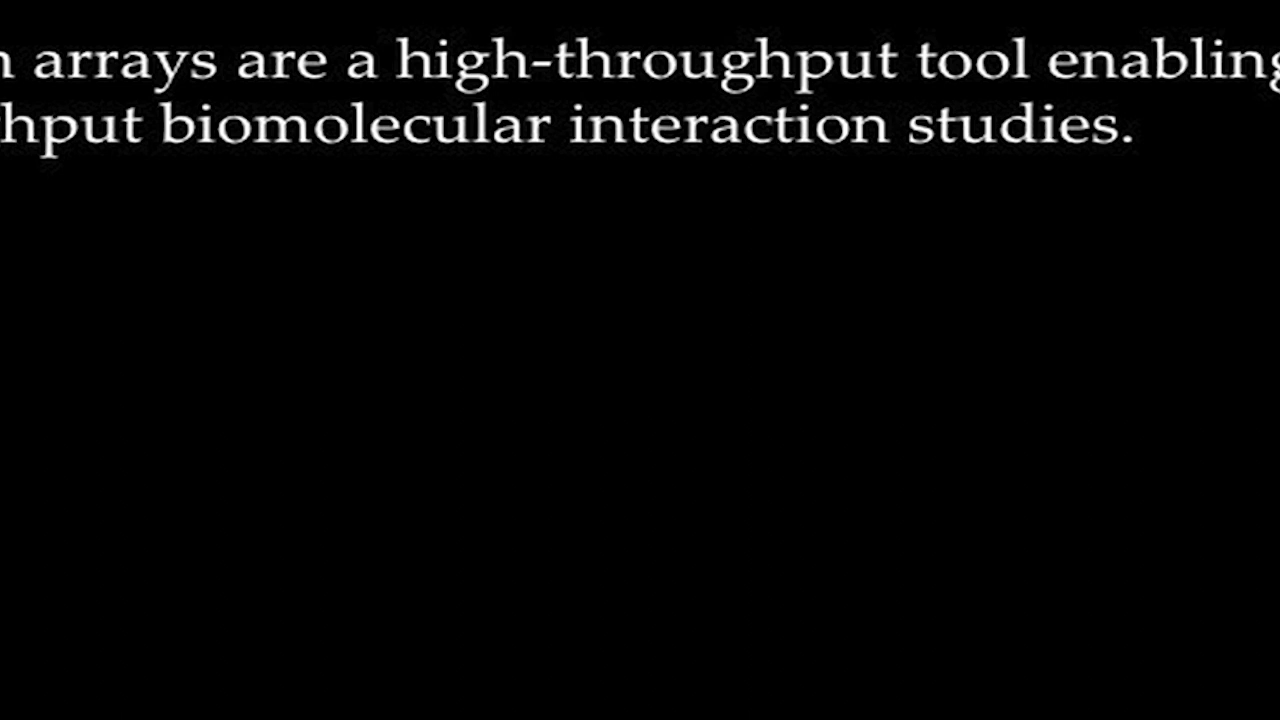 arrays are a high-throughput tool enabling
hput biomolecular interaction studies.